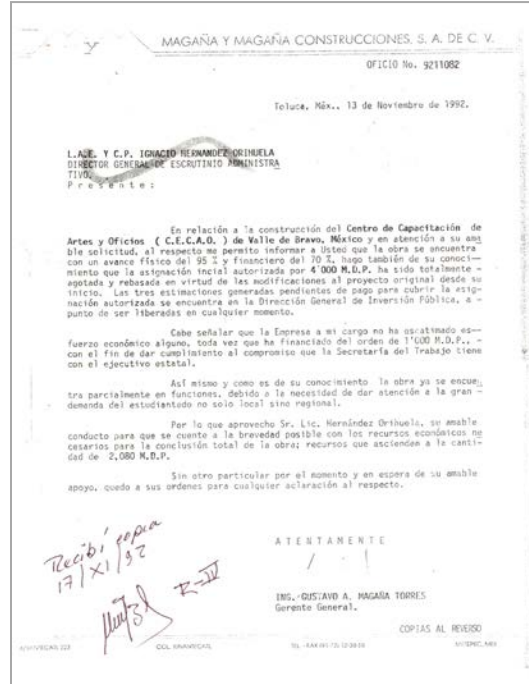 MAGAÑA Y MAGAÑA CONSTRUCCIONES, S. A. DE C. V.
OFICIO No. 9211082
Toluca, Méx., 13 de Noviembre de 1992.
L.A.E. Y C.P. IGNACIO HERNANDEZ ORIHUELA
DIRECTOR GENERAL DE ESCRUTINIO ADMINISTRA
TIVO.
P r e s e n t e :
En relación a la construcción del Centro de Capacitación de
Artes y Oficios ( C.E.C.A.O. ) de Valle de Bravo, México y en atención a su ama
ble solicitud, al respecto me permito informar a Usted que la obra se encuentra
con un avance físico del 95 % y financiero del 70 %, hago también de su conoci-
miento que la asignación incial autorizada por 4'000 M.D.P. ha sido totalmente -
agotada y rebasada en virtud de las modificaciones al proyecto original desde su
inicio. Las tres estimaciones generadas pendientes de pago para cubrir la asig-
nación autorizada se encuentra en la Dirección General de Inversión Pública, a -
punto de ser liberadas en cualquier momento.
Cabe señalar que la Empresa a mi cargo no ha escatimado es--
fuerzo económico alguno, toda vez que ha financiado del orden de 1'600 M.D.P., -
con el fin de dar cumplimiento al compromiso que la Secretaría del Trabajo tiene
con el ejecutivo estatal.
Así mismo y como es de su conocimiento la obra ya se encuen
tra parcialmente en funciones, debido a la necesidad de dar atención a la gran -
demanda del estudiantado no solo local sino regional.
Por lo que aprovecho Sr. Lic. Hernández Orihuela, su amable
conducto para que se cuente a la brevedad posible con los recursos económicos ne
cesarios para la conclusión total de la obra; recursos que ascienden a la canti-
dad de 2,080 M.D.P.
Sin otro particular por el momento y en espera de su amable
apoyo, quedo a sus ordenes para cualquier aclaración al respecto.
Recibí copia
17/XI/92
R-IV
A T E N T A M E N T E
ING. GUSTAVO A. MAGAÑA TORRES
Gerente General.
COPIAS AL REVERSO
COL.